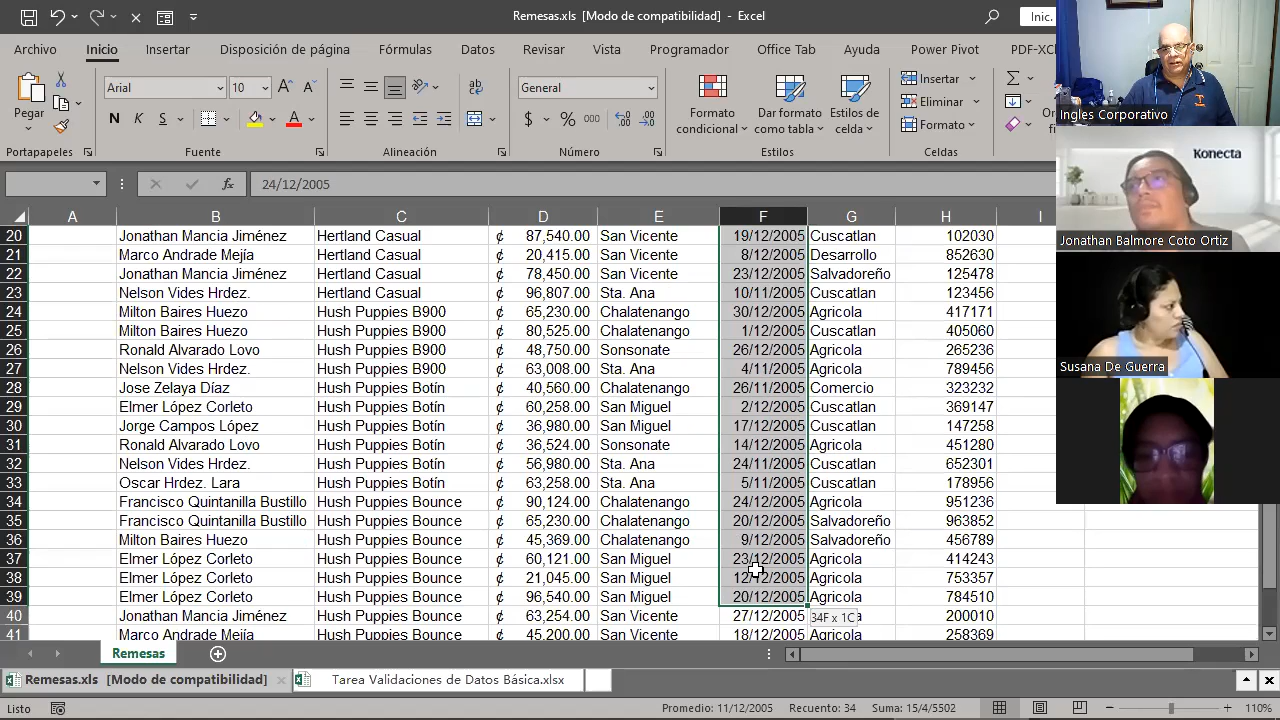 Remesas.xls [Modo de compatibilidad] - Excel
Inic.
Archivo Inicio Insertar Disposición de página Fórmulas Datos Revisar Vista Programador Office Tab Ayuda Power Pivot PDF-XC
Pegar
Arial 10
N K S
General
$ % 000
Formato condicional
Dar formato como tabla
Estilos de celda
Insertar
Eliminar
Formato
Portapapeles Fuente Alineación Número Estilos Celdas
fx 24/12/2005
A B C D E F G H I
20 Jonathan Mancia Jiménez Hertland Casual ₡ 87,540.00 San Vicente 19/12/2005 Cuscatlan 102030
21 Marco Andrade Mejía Hertland Casual ₡ 20,415.00 San Vicente 8/12/2005 Desarrollo 852630
22 Jonathan Mancia Jiménez Hertland Casual ₡ 78,450.00 San Vicente 23/12/2005 Salvadoreño 125478
23 Nelson Vides Hrdez. Hertland Casual ₡ 96,807.00 Sta. Ana 10/11/2005 Cuscatlan 123456
24 Milton Baires Huezo Hush Puppies B900 ₡ 65,230.00 Chalatenango 30/12/2005 Agricola 417171
25 Milton Baires Huezo Hush Puppies B900 ₡ 80,525.00 Chalatenango 1/12/2005 Cuscatlan 405060
26 Ronald Alvarado Lovo Hush Puppies B900 ₡ 48,750.00 Sonsonate 26/12/2005 Agricola 265236
27 Nelson Vides Hrdez. Hush Puppies B900 ₡ 63,008.00 Sta. Ana 4/11/2005 Agricola 789456
28 Jose Zelaya Díaz Hush Puppies Botín ₡ 40,560.00 Chalatenango 26/11/2005 Comercio 323232
29 Elmer López Corleto Hush Puppies Botín ₡ 60,258.00 San Miguel 2/12/2005 Cuscatlan 369147
30 Jorge Campos López Hush Puppies Botín ₡ 36,980.00 San Miguel 17/12/2005 Cuscatlan 147258
31 Ronald Alvarado Lovo Hush Puppies Botín ₡ 36,524.00 Sonsonate 14/12/2005 Agricola 451280
32 Nelson Vides Hrdez. Hush Puppies Botín ₡ 56,980.00 Sta. Ana 24/11/2005 Cuscatlan 652301
33 Oscar Hrdez. Lara Hush Puppies Botín ₡ 63,258.00 Sta. Ana 5/11/2005 Cuscatlan 178956
34 Francisco Quintanilla Bustillo Hush Puppies Bounce ₡ 90,124.00 Chalatenango 24/12/2005 Agricola 951236
35 Francisco Quintanilla Bustillo Hush Puppies Bounce ₡ 65,230.00 Chalatenango 20/12/2005 Salvadoreño 963852
36 Milton Baires Huezo Hush Puppies Bounce ₡ 45,369.00 Chalatenango 9/12/2005 Salvadoreño 456789
37 Elmer López Corleto Hush Puppies Bounce ₡ 60,121.00 San Miguel 23/12/2005 Agricola 414243
38 Elmer López Corleto Hush Puppies Bounce ₡ 21,045.00 San Miguel 12/12/2005 Agricola 753357
39 Elmer López Corleto Hush Puppies Bounce ₡ 96,540.00 San Miguel 20/12/2005 Agricola 784510
40 Jonathan Mancia Jiménez Hush Puppies Bounce ₡ 63,254.00 San Vicente 27/12/2005 34F x 1C a 200010
41 Marco Andrade Mejía Hush Puppies Bounce ₡ 45,200.00 San Vicente 18/12/2005 Agricola 258369
Remesas
Remesas.xls [Modo de compatibilidad] Tarea Validaciones de Datos Básica.xlsx
Listo Promedio: 11/12/2005 Recuento: 34 Suma: 15/4/5502 110%
Ingles Corporativo
Konecta
Jonathan Balmore Coto Ortiz
Susana De Guerra